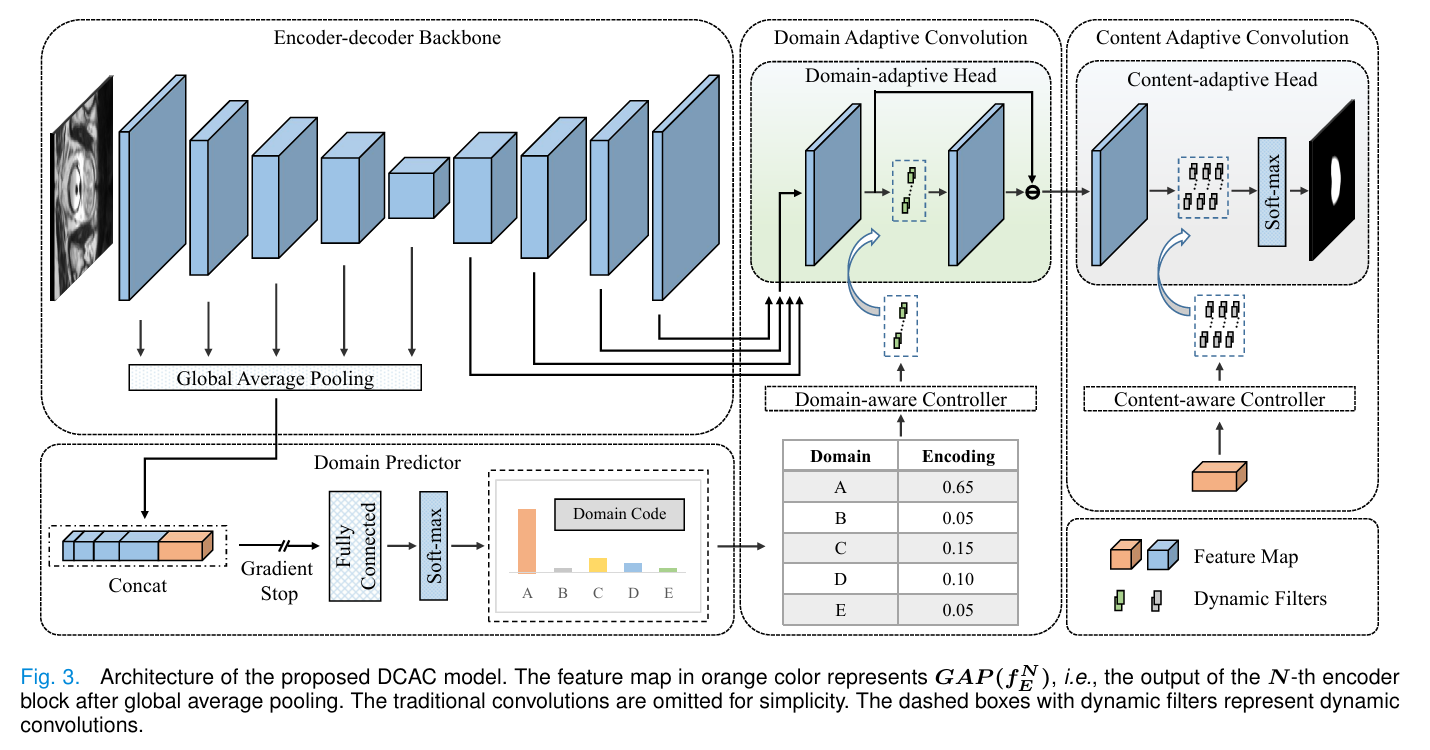 Encoder-decoder Backbone
Global Average Pooling
Domain Predictor
Concat
Gradient
Stop
Fully
Connected
Soft-max
Domain Code
A B C D E
Domain Adaptive Convolution
Domain-adaptive Head
Domain-aware Controller
Domain Encoding
A 0.65
B 0.05
C 0.15
D 0.10
E 0.05
Content Adaptive Convolution
Content-adaptive Head
Soft-max
Content-aware Controller
Feature Map
Dynamic Filters
Fig. 3. Architecture of the proposed DCAC model. The feature map in orange color represents GAP(f_E^N), i.e., the output of the N-th encoder
block after global average pooling. The traditional convolutions are omitted for simplicity. The dashed boxes with dynamic filters represent dynamic
convolutions.